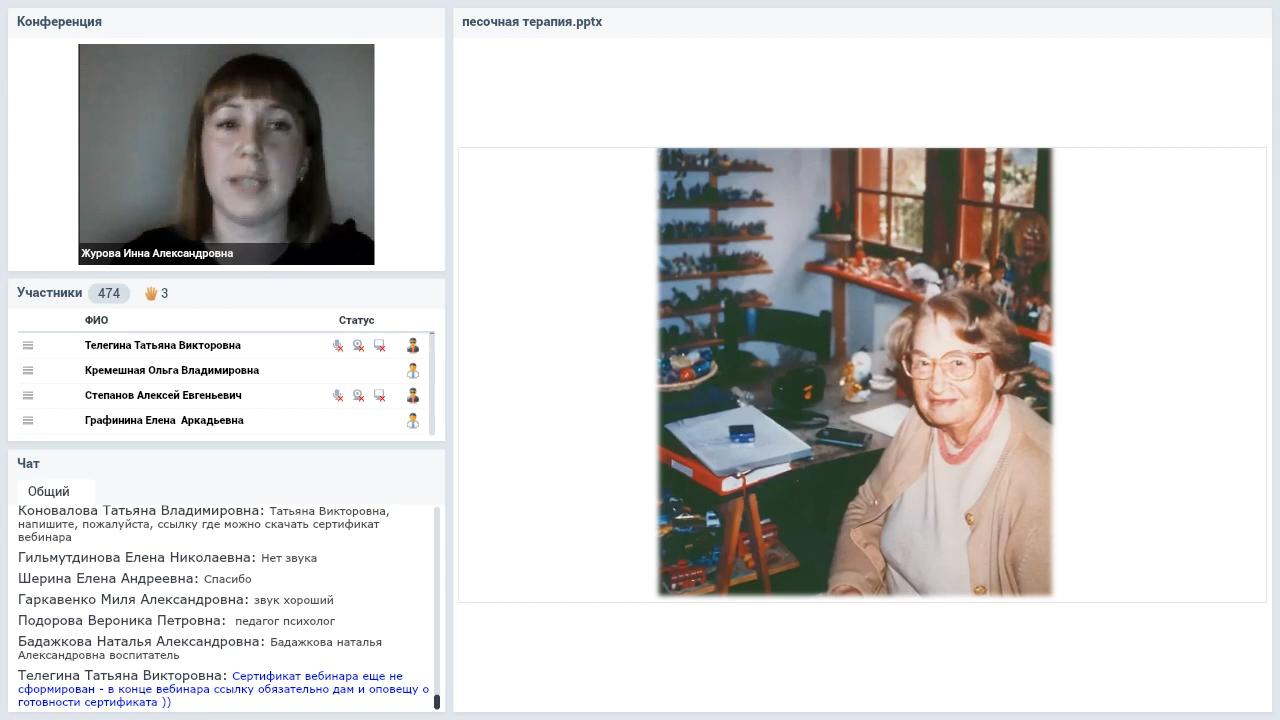 Конференция
Журова Инна Александровна
Участники 474 3
ФИО Статус
Телегина Татьяна Викторовна
Кремешная Ольга Владимировна
Степанов Алексей Евгеньевич
Графинина Елена  Аркадьевна
Чат
Общий
Коновалова Татьяна Владимировна: Татьяна Викторовна,
напишите, пожалуйста, ссылку где можно скачать сертификат
вебинара
Гильмутдинова Елена Николаевна: Нет звука
Шерина Елена Андреевна: Спасибо
Гаркавенко Миля Александровна: звук хороший
Подорова Вероника Петровна:  педагог психолог
Бадажкова Наталья Александровна: Бадажкова наталья
Александровна воспитатель
Телегина Татьяна Викторовна: Сертификат вебинара еще не
сформирован - в конце вебинара ссылку обязательно дам и оповещу о
готовности сертификата ))
песочная терапия.pptx